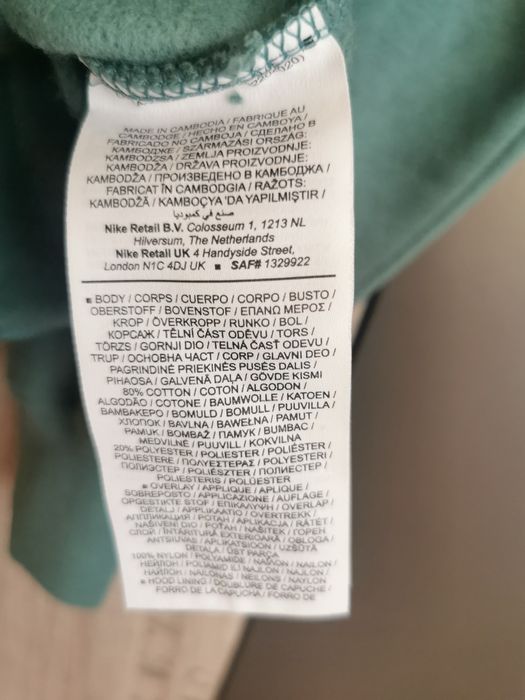 MADE IN CAMBODIA / FABRIQUE AU
CAMBODGE / HECHO EN CAMBOYA /
FABRICADO NO CAMBOJA / СДЕЛАНО В
КАМБОДЖЕ / SZÁRMAZÁSI ORSZÁG:
KAMBODZSA / ZEMLJA PROIZVODNJE:
KAMBODŽA / DRŽAVA PROIZVODNJE:
KAMBODŽA / ПРОИЗВЕДЕНО В КАМБОДЖА /
FABRICAT ÎN CAMBODGIA / RAŽOTS:
KAMBODŽĀ / KAMBOÇYA 'DA YAPILMIŞTIR /
صنع في كمبوديا
Nike Retail B.V. Colosseum 1, 1213 NL
Hilversum, The Netherlands
Nike Retail UK 4 Handyside Street,
London N1C 4DJ UK ■ SAF# 1329922
■ BODY / CORPS / CUERPO / CORPO / BUSTO /
OBERSTOFF / BOVENSTOF / ΕΠΑΝΩ ΜΕΡΟΣ /
KROP / ÖVERKROPP / RUNKO / BOL /
КОРСАЖ / TĚLNÍ ČÁST ODĚVU / TORS /
TÖRZS / GORNJI DIO / TELNÁ ČASŤ ODEVU /
TRUP / ОСНОВНА ЧАСТ / CORP / GLAVNI DEO /
PAGRINDINĖ PRIEKINĖS PUSĖS DALIS /
PIHAOSA / GALVENĀ DAĻA / GÖVDE KISMI
80% COTTON / COTON / ALGODON /
ALGODÃO / COTONE / BAUMWOLLE / KATOEN /
ΒΑΜΒΑΚΕΡΟ / BOMULD / BOMULL / PUUVILLA /
ХЛОПОК / BAVLNA / BAWEŁNA / PAMUT /
PAMUK / BOMBAŽ / ПАМУК / BUMBAC /
MEDVILNĖ / PUUVILL / KOKVILNA
20% POLYESTER / POLIESTER / POLIÉSTER /
POLIESTERE / ΠΟΛΥΕΣΤΕΡΑΣ / POLYESTERI /
ПОЛИЭСТЕР / POLIÉSZTER / ПОЛИЕСТЕР /
POLIESTERIS / POLÜESTER
■ OVERLAY / APPLIQUE / APLIQUE /
SOBREPOSTO / APPLICAZIONE / AUFLAGE /
OPGESTIKTE STOF / ΕΠΙΚΑΛΥΨΗ / OVERLAP /
DETALJ / APPLIKAATIO / OVERTREKK /
АППЛИКАЦИЯ / POTAH / APLIKACJA / RÁTÉT /
NAŠIVENI DIO / POŤAH / NAŠITEK / ГОРЕН
СЛОЙ / ÎNTĂRITURĂ EXTERIOARĂ / OBLOGA /
ANTSIUVAS / APLIKATSIOON / UZŠŪTA
DETAĻA / ÜST PARÇA
100% NYLON / POLYAMIDE / NAILON /
НЕЙЛОН / POLIAMID / NAJLON /
НАЙЛОН / NAILONAS / NEILONS / NAYLON
■ HOOD LINING / DOUBLURE DE CAPUCHE /
FORRO DE LA CAPUCHA / FORRO DE